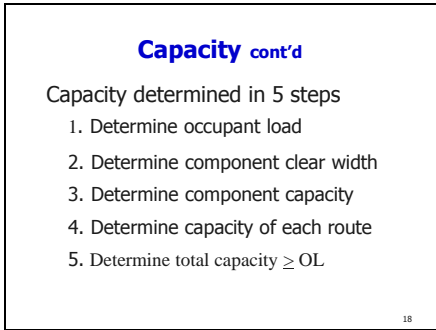 Capacity cont'd
Capacity determined in 5 steps
1. Determine occupant load
2. Determine component clear width
3. Determine component capacity
4. Determine capacity of each route
5. Determine total capacity ≥ OL
18